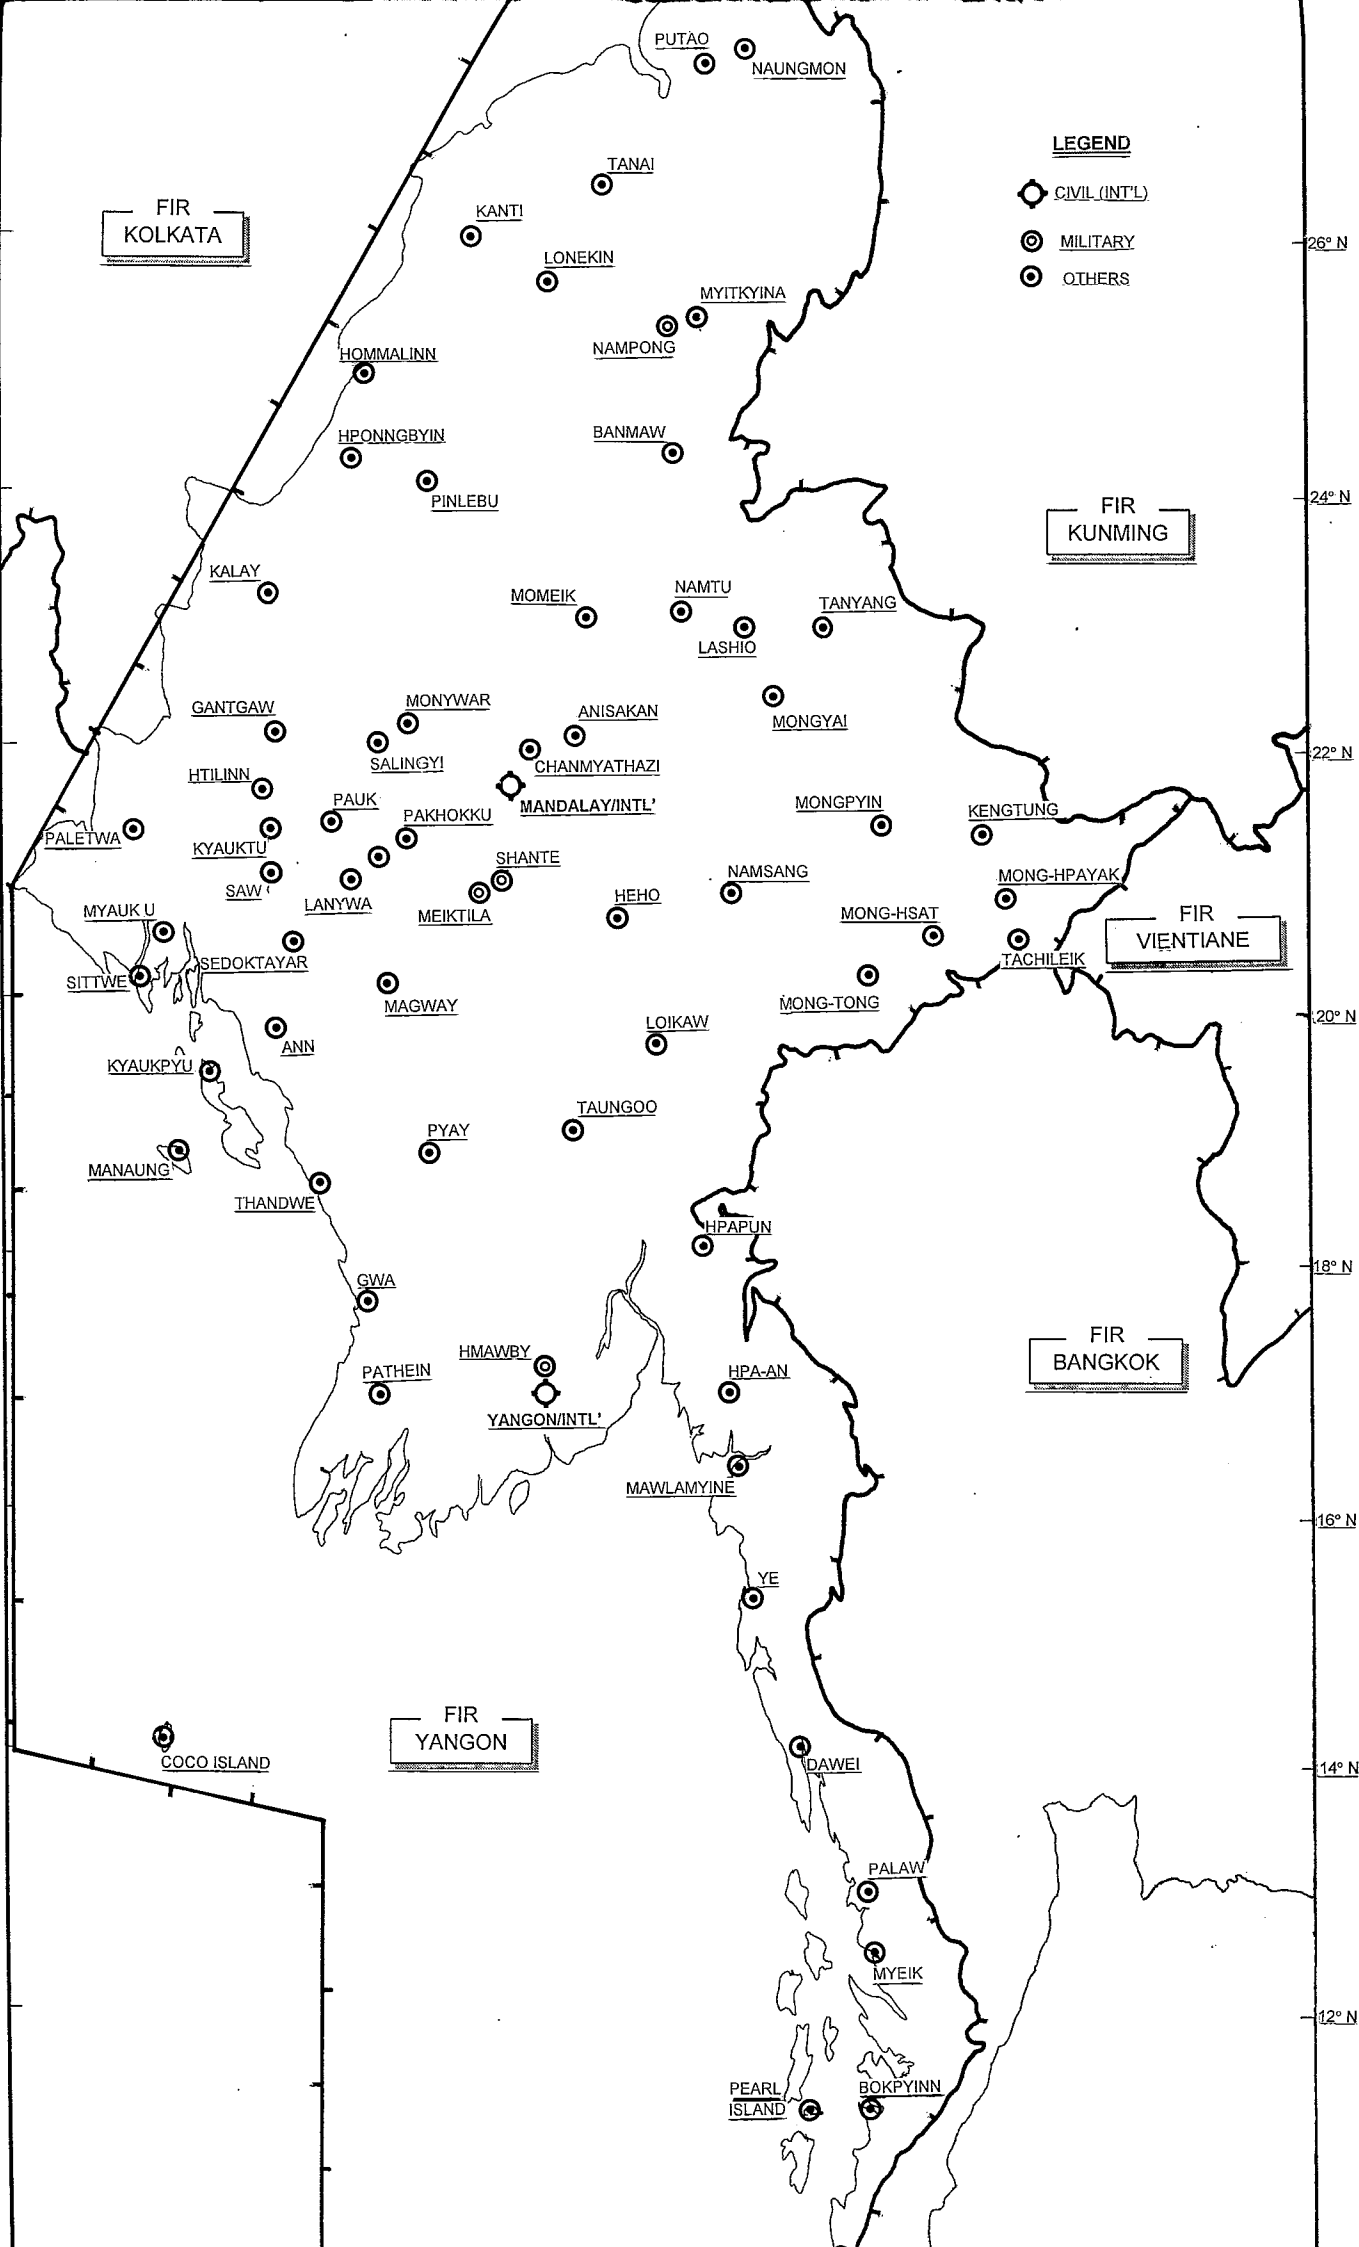 PUTAO
NAUNGMON
LEGEND
CIVIL (INT'L)
MILITARY
OTHERS
TANAI
KANTI
LONEKIN
FIR
KOLKATA
26° N
MYITKYINA
NAMPONG
HOMMALINN
HPONNGBYIN
BANMAW
PINLEBU
24° N
FIR
KUNMING
KALAY
MOMEIK
NAMTU
TANYANG
LASHIO
GANTGAW
MONYWAR
ANISAKAN
MONGYAI
SALINGYI
CHANMYATHAZI
22° N
HTILINN
MANDALAY/INTL'
PAUK
PAKHOKKU
MONGPYIN
KENGTUNG
PALETWA
KYAUKTU
SHANTE
SAW
LANYWA
MEIKTILA
HEHO
NAMSANG
MONG-HPAYAK
MYAUK U
MONG-HSAT
FIR
VIENTIANE
SEDOKTAYAR
TACHILEIK
SITTWE
MAGWAY
MONG-TONG
20° N
LOIKAW
ANN
KYAUKPYU
TAUNGOO
PYAY
MANAUNG
THANDWE
HPAPUN
18° N
GWA
FIR
BANGKOK
HMAWBY
PATHEIN
HPA-AN
YANGON/INTL'
MAWLAMYINE
16° N
YE
FIR
YANGON
COCO ISLAND
DAWEI
14° N
PALAW
MYEIK
12° N
PEARL
ISLAND
BOKPYINN